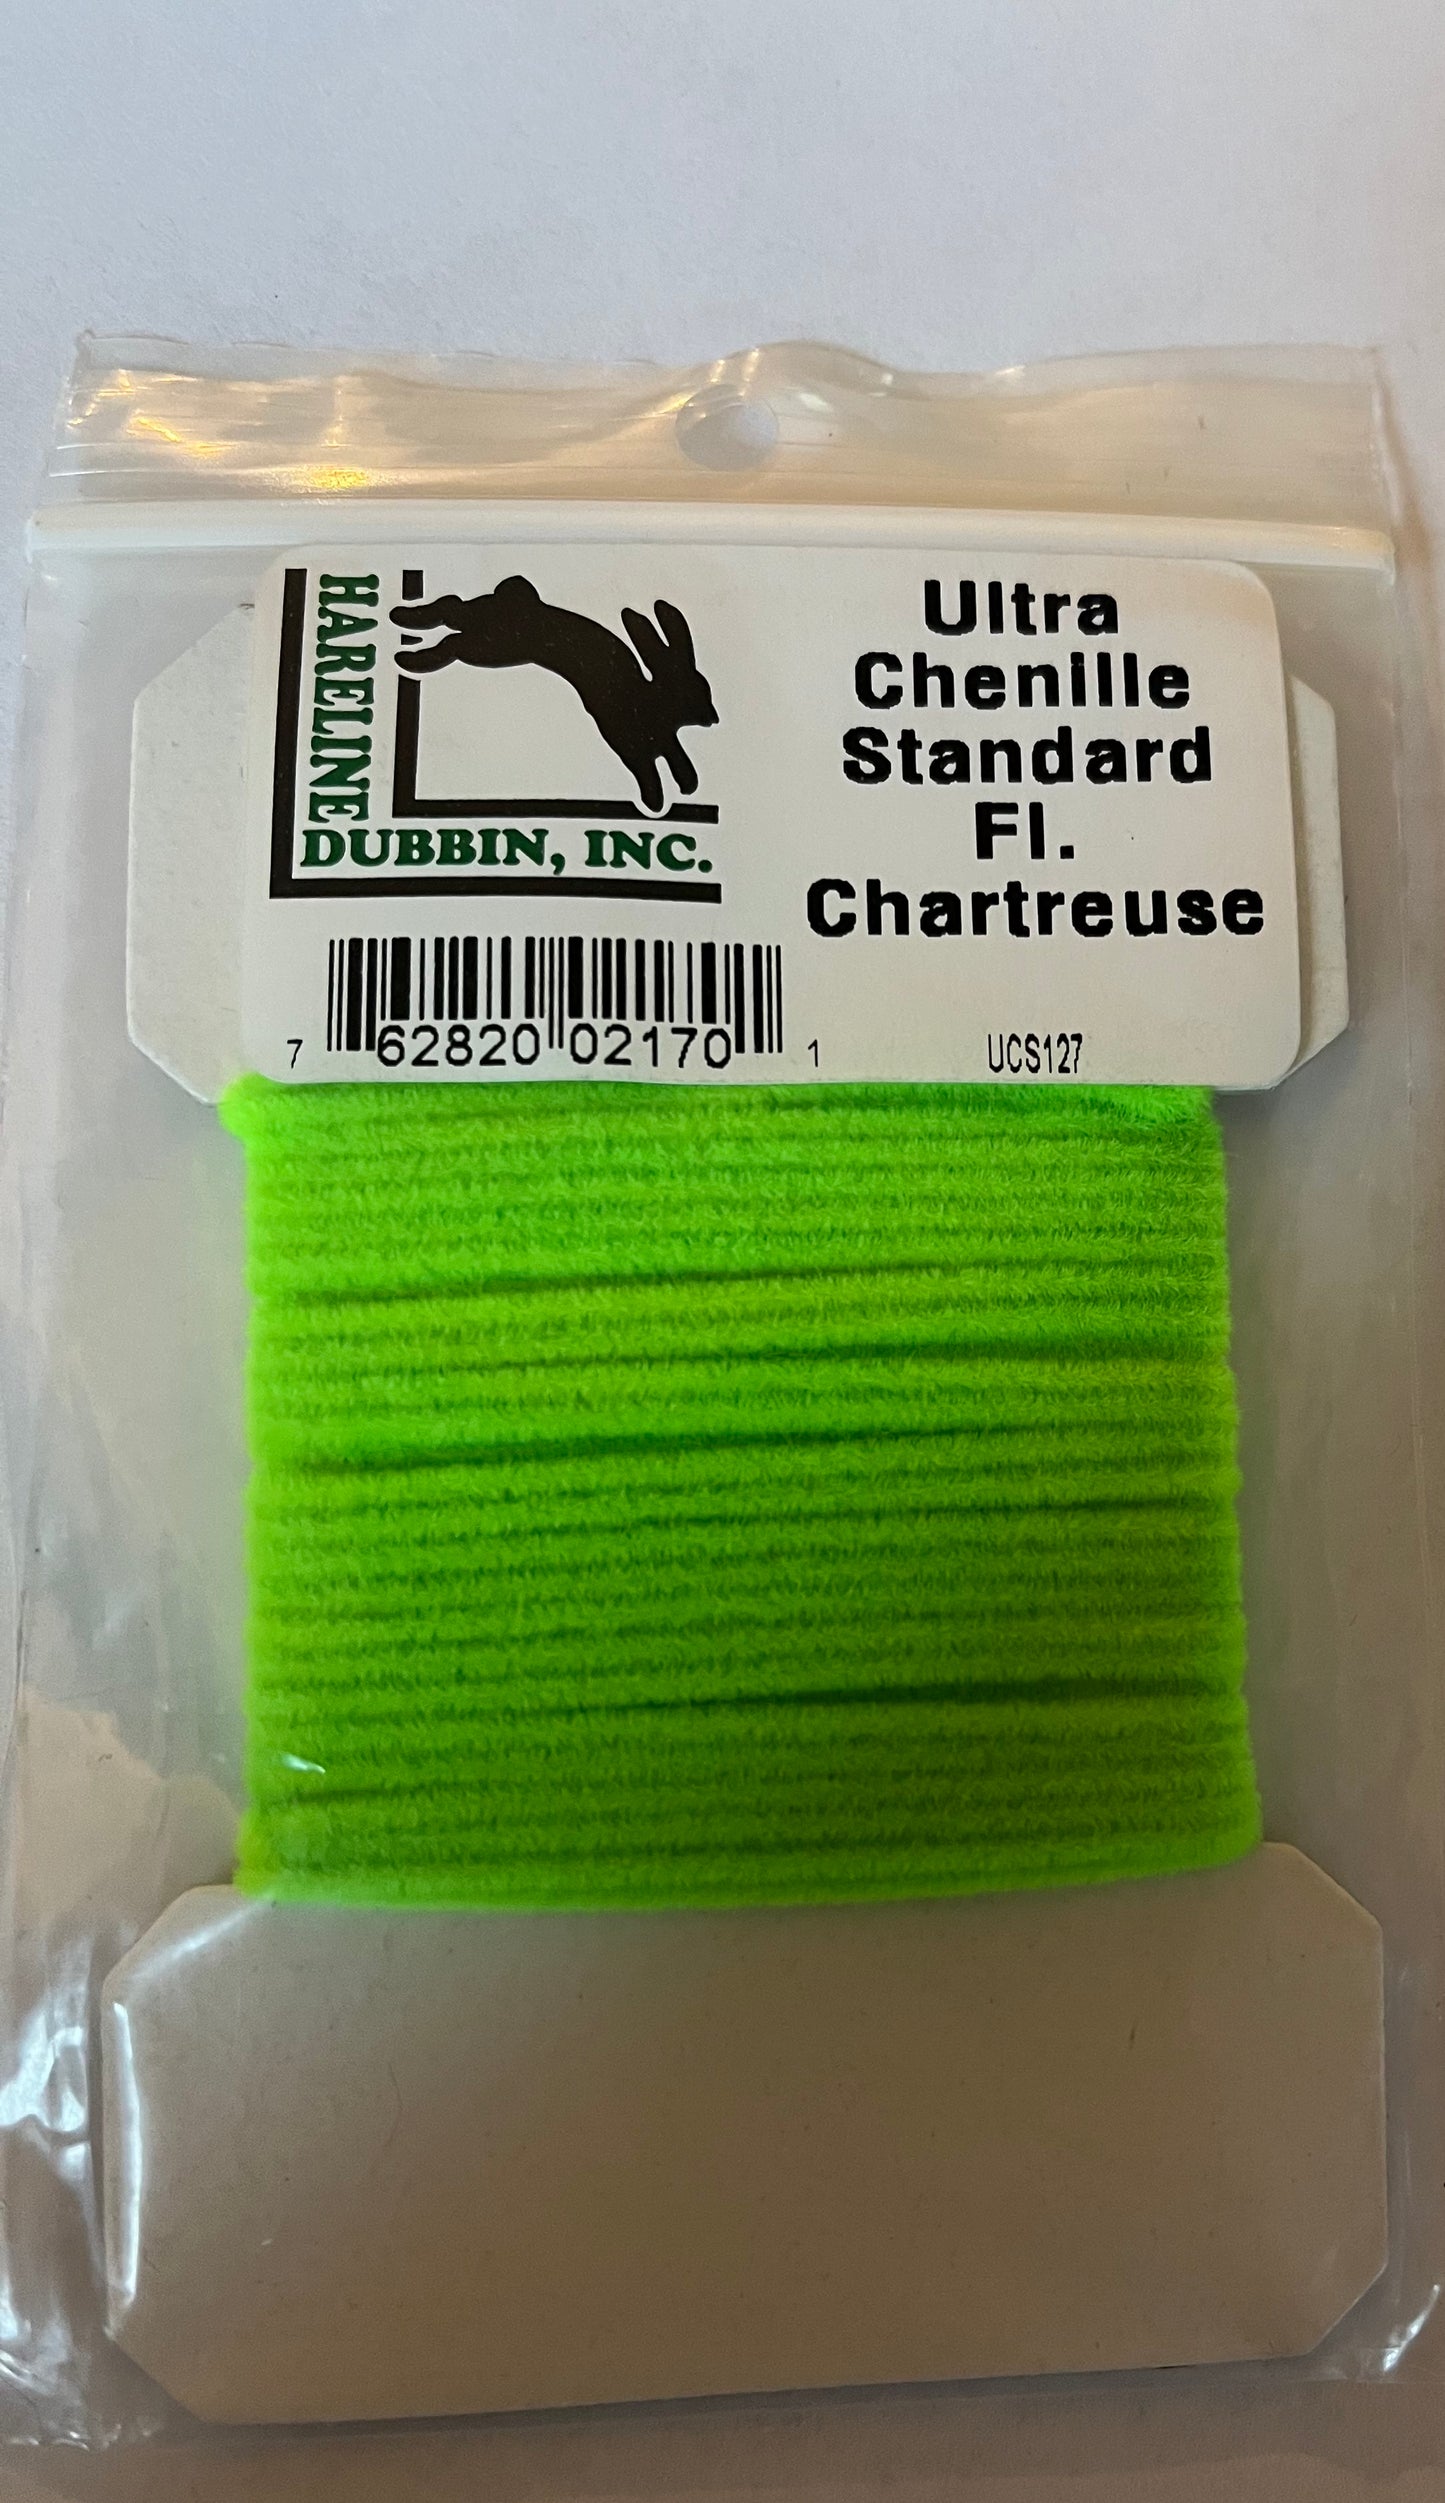 HARELINE
DUBBIN, INC.
Ultra
Chenille
Standard
Fl.
Chartreuse
7 62820 02170 1
UCS127